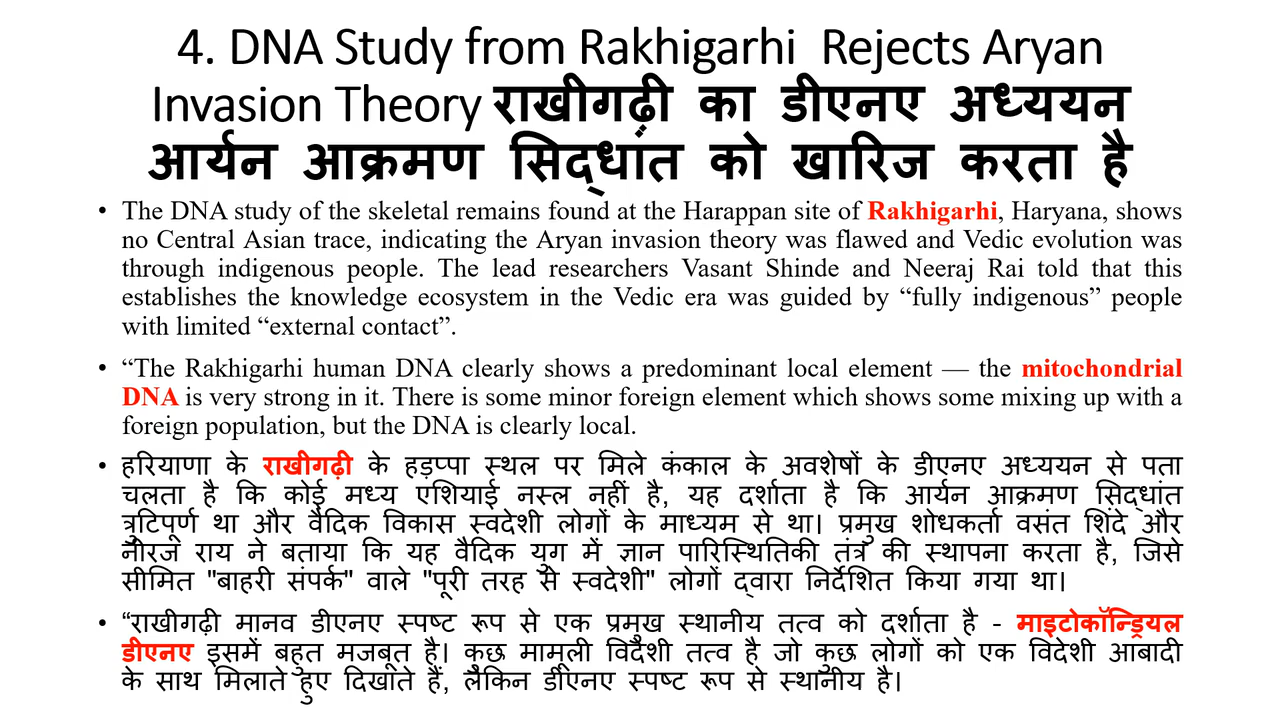 4. DNA Study from Rakhigarhi  Rejects Aryan
Invasion Theory राखीगढ़ी का डीएनए अध्ययन
आर्यन आक्रमण सिद्धांत को खारिज करता है
• The DNA study of the skeletal remains found at the Harappan site of Rakhigarhi, Haryana, shows
no Central Asian trace, indicating the Aryan invasion theory was flawed and Vedic evolution was
through indigenous people. The lead researchers Vasant Shinde and Neeraj Rai told that this
establishes the knowledge ecosystem in the Vedic era was guided by “fully indigenous” people
with limited “external contact”.
• “The Rakhigarhi human DNA clearly shows a predominant local element — the mitochondrial
DNA is very strong in it. There is some minor foreign element which shows some mixing up with a
foreign population, but the DNA is clearly local.
• हरियाणा के राखीगढ़ी के हड़प्पा स्थल पर मिले कंकाल के अवशेषों के डीएनए अध्ययन से पता
चलता है कि कोई मध्य एशियाई नस्ल नहीं है, यह दर्शाता है कि आर्यन आक्रमण सिद्धांत
त्रुटिपूर्ण था और वैदिक विकास स्वदेशी लोगों के माध्यम से था। प्रमुख शोधकर्ता वसंत शिंदे और
नीरज राय ने बताया कि यह वैदिक युग में ज्ञान पारिस्थितिकी तंत्र की स्थापना करता है, जिसे
सीमित "बाहरी संपर्क" वाले "पूरी तरह से स्वदेशी" लोगों द्वारा निर्देशित किया गया था।
• “राखीगढ़ी मानव डीएनए स्पष्ट रूप से एक प्रमुख स्थानीय तत्व को दर्शाता है - माइटोकॉन्ड्रियल
डीएनए इसमें बहुत मजबूत है। कुछ मामूली विदेशी तत्व है जो कुछ लोगों को एक विदेशी आबादी
के साथ मिलाते हुए दिखाते हैं, लेकिन डीएनए स्पष्ट रूप से स्थानीय है।